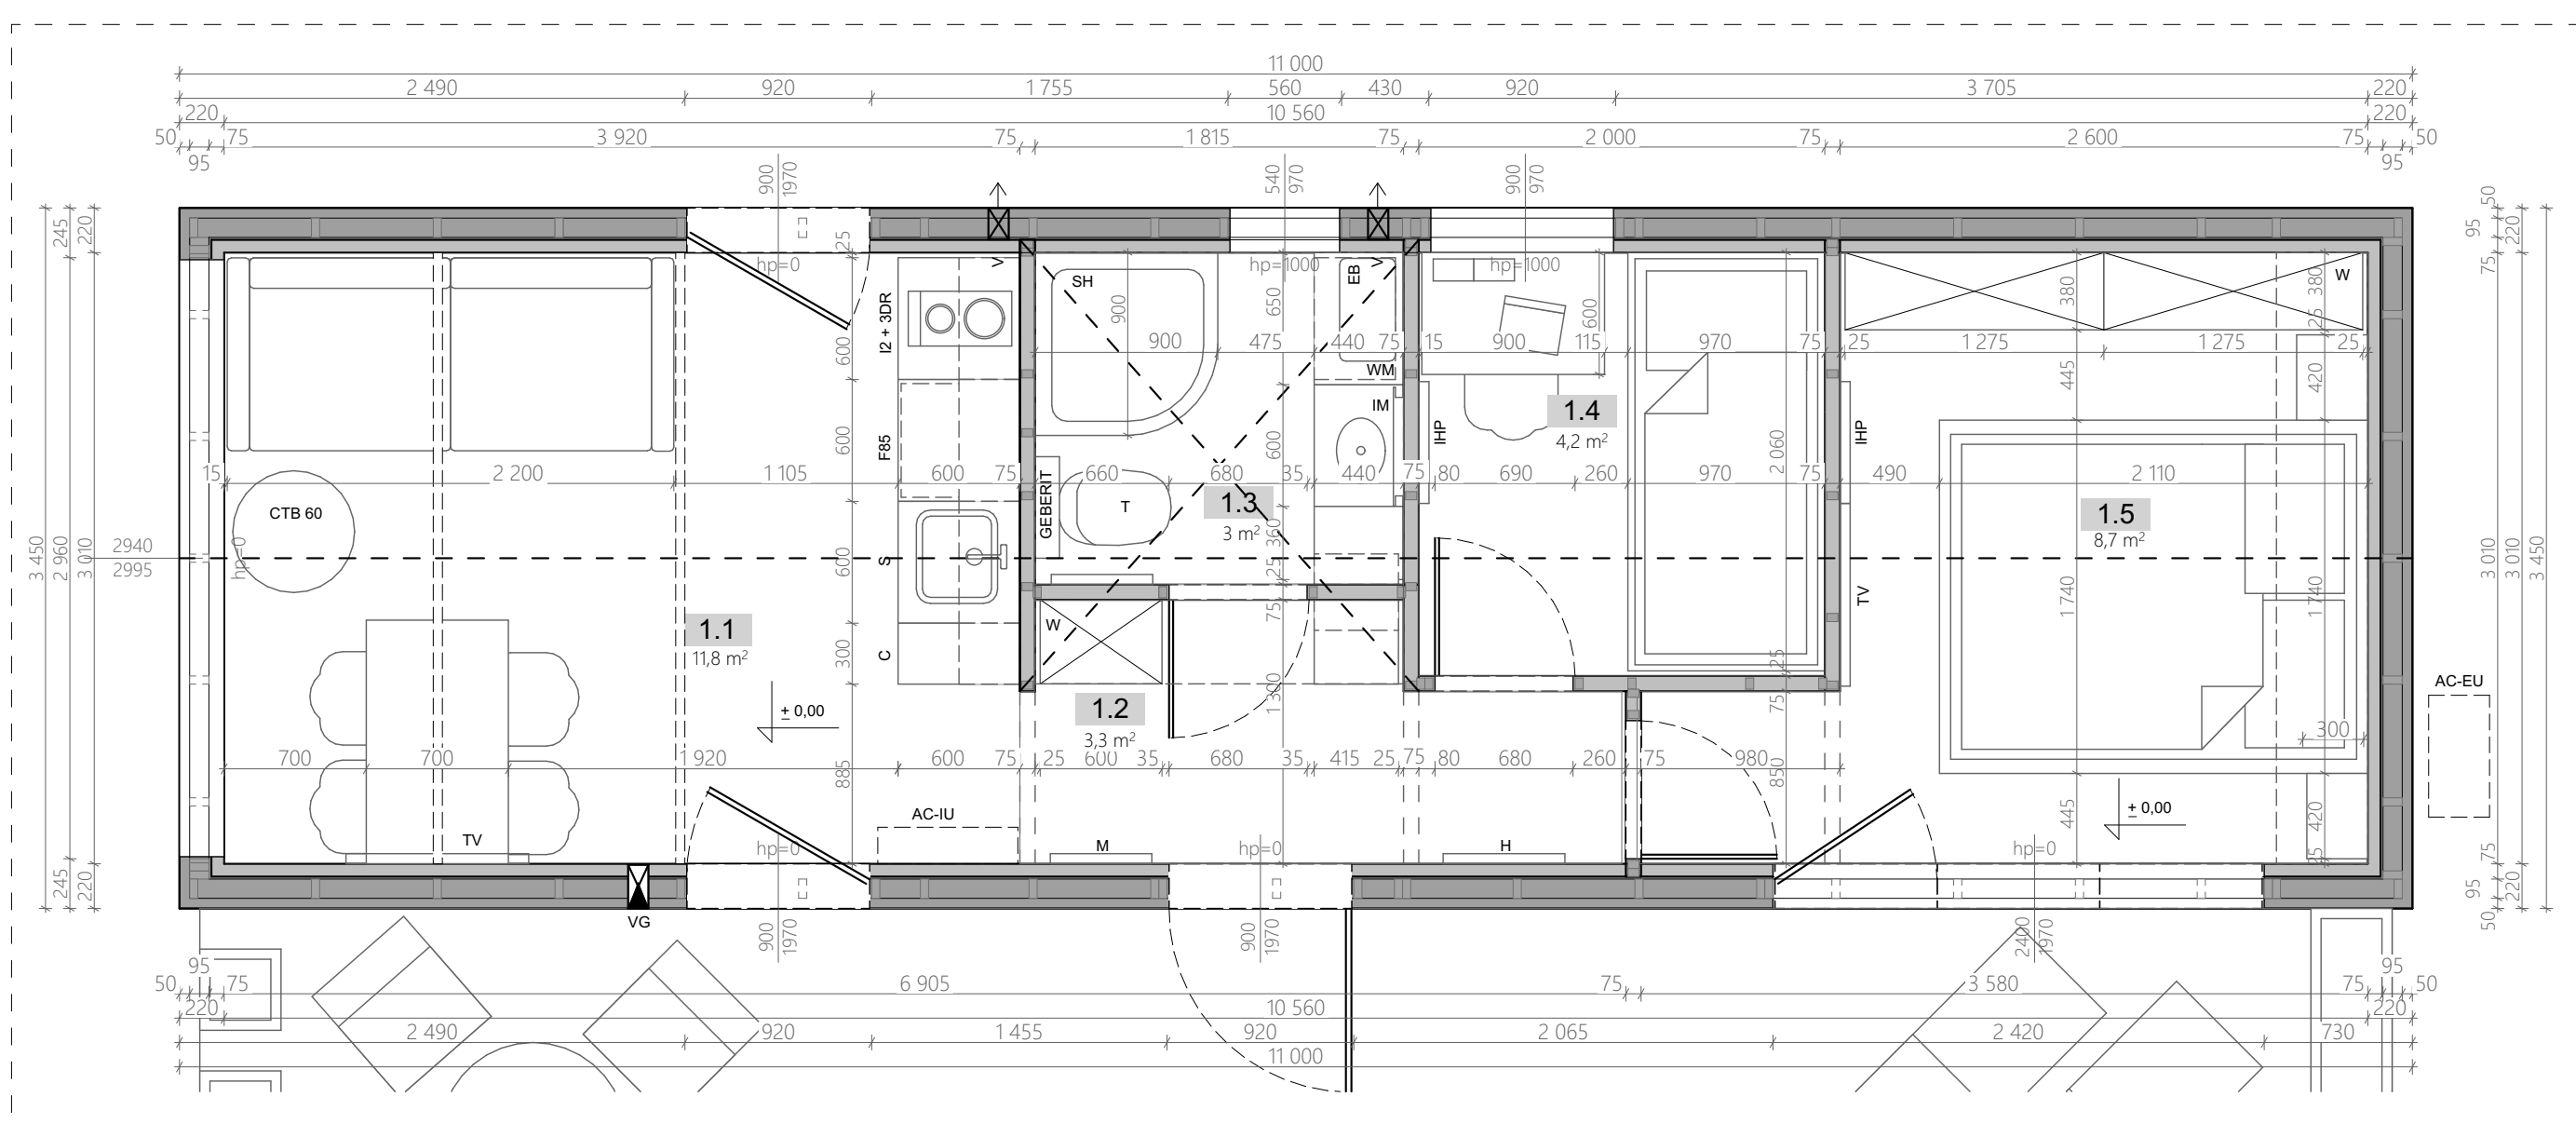 11 000
2 490 920 1 755 560 430 920 3 705 220
220 10 560 220
50 75 3 920 75 1 815 75 2 000 75 2 600 75 50
95 95
900 1970 540 970 900 970
245 220 25 hp=0 hp=1000 hp=1000 50 95 220 75
V SH EB V W
I2 + 3DR 900 650 600 380 380 25
600 900 475 440 75 15 900 115 970 75 25 1 275 1 275 25
WM 445 420
IM 1.4
F85 600 600 IHP 4,2 m² 2 060 IHP
15 2 200 1 105 600 75 660 680 35 440 75 80 690 260 970 75 490 2 110
GEBERIT T 1.3 1.5
CTB 60 3 m² 8,7 m²
360
3 450 2 960 3 010 2940 2995 hp=0 600 S 25 3 010 3 010 3 450
75 TV 1 740 1 740
1.1 W
11,8 m² 300 C 25
AC-EU
1.2 1 300 75
± 0,00
3,3 m²
300
700 700 1 920 600 75 25 600 35 680 35 415 25 75 80 680 260 75 980
885 850
445 420
± 0,00
AC-IU
TV hp=0 M hp=0 H hp=0 25 75
245 220 95 220 50
VG
900 1970 900 1970 2400 1970
95 95
50 75 6 905 75 3 580 75 50
220 10 560 220
2 490 920 1 455 920 2 065 2 420 730
11 000